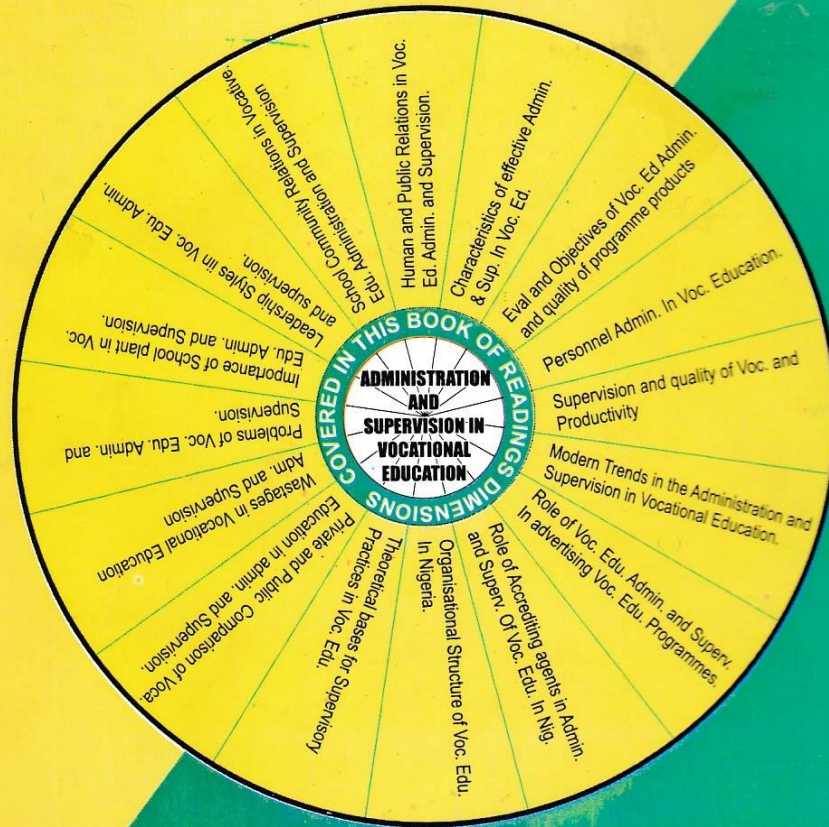 ADMINISTRATION
AND
SUPERVISION IN
VOCATIONAL
EDUCATION
DIMENSIONS COVERED IN THIS BOOK OF READINGS
Human and Public Relations in Voc.
Ed. Admin. and Supervision.
Characteristics of effective Admin.
& Sup. In Voc. Ed.
Eval and Objectives of Voc. Ed Admin.
and quality of programme products
Personnel Admin. In Voc. Education.
Supervision and quality of Voc. and
Productivity
Modern Trends in the Administration and
Supervision in Vocational Education.
Role of Voc. Edu. Admin. and Superv.
In advertising Voc. Edu. Programmes.
Role of Accrediting agents in Admin.
and Superv. Of Voc. Edu. In Nig.
Organisational Structure of Voc. Edu.
In Nigeria.
Theoretical bases for Supervisory
Practices in Voc. Edu.
Private and Public Comparison of Voca.
Education in admin. and Supervision.
Wastages in Vocational Education
Adm. and Supervision
Problems of Voc. Edu. Admin. and
Supervision.
Importance of School plant in Voc.
Edu. Admin. and Supervision.
Leadership Styles iin Voc. Edu. Admin.
and supervision.
School Community Relations in Vocative.
Edu. Administration and Supervision